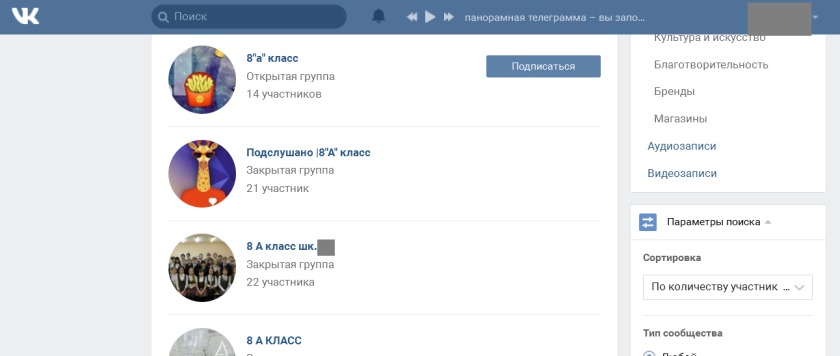 Поиск
панорамная телеграмма – вы запо...
8"а" класс
Открытая группа
14 участников
Подписаться
Подслушано |8"А" класс
Закрытая группа
21 участник
8 А класс шк.
Закрытая группа
22 участника
8 А КЛАСС
Культура и искусство
Благотворительность
Бренды
Магазины
Аудиозаписи
Видеозаписи
Параметры поиска
Сортировка
По количеству участник ...
Тип сообщества